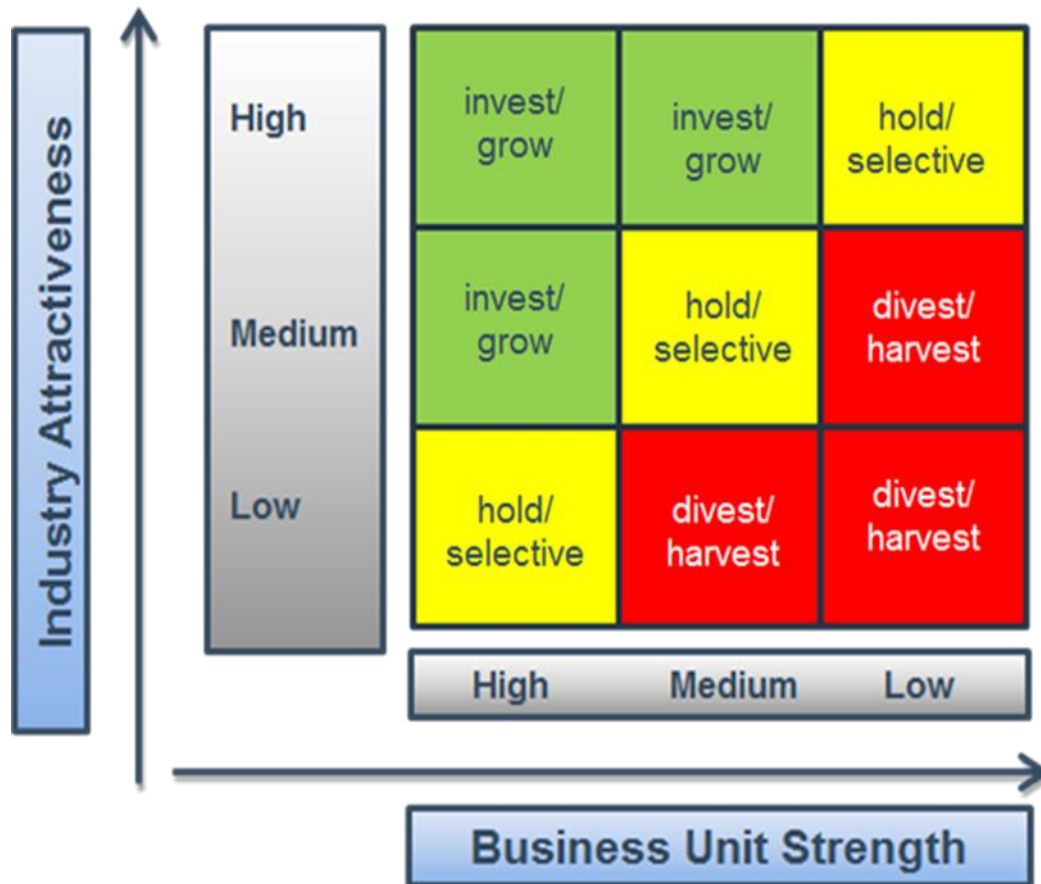 Industry Attractiveness
High
invest/
grow
invest/
grow
hold/
selective
Medium
invest/
grow
hold/
selective
divest/
harvest
Low
hold/
selective
divest/
harvest
divest/
harvest
High
Medium
Low
Business Unit Strength